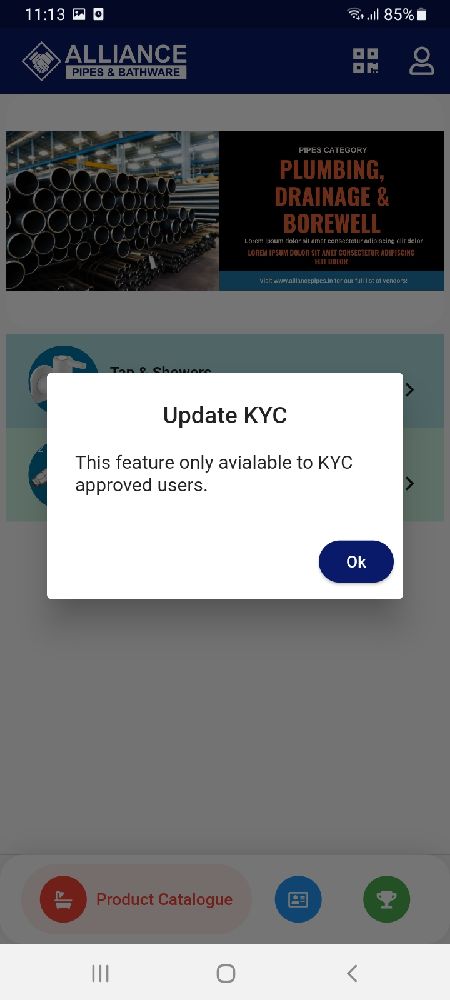 11:13
85%
ALLIANCE
PIPES & BATHWARE
PIPES CATEGORY
PLUMBING,
DRAINAGE &
BOREWELL
Lorem ipsum dolor sit amet consectetur adipiscing elit dolor
LOREM IPSUM DOLOR SIT AMET CONSECTETUR ADIPISCING
ELIT DOLOR
Visit www.alliancepipes.in for our full list of vendors!
Tap & Showers
Update KYC
This feature only avialable to KYC
approved users.
Ok
Product Catalogue